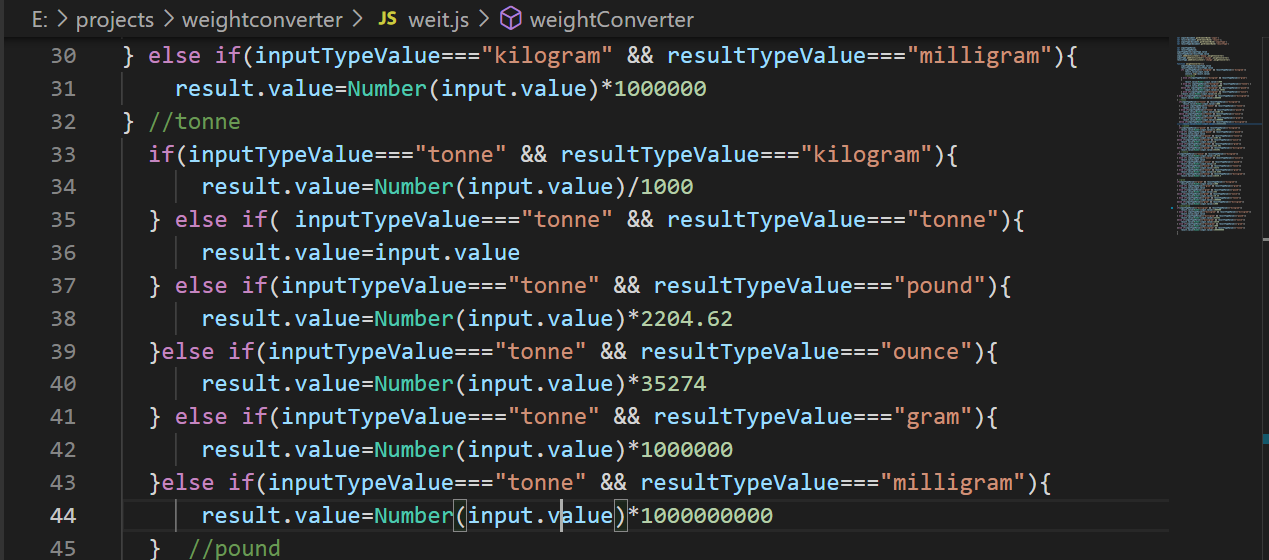 E: > projects > weightconverter > JS weit.js > weightConverter
30 } else if(inputTypeValue==="kilogram" && resultTypeValue==="milligram"){
31 result.value=Number(input.value)*1000000
32 } //tonne
33 if(inputTypeValue==="tonne" && resultTypeValue==="kilogram"){
34 result.value=Number(input.value)/1000
35 } else if( inputTypeValue==="tonne" && resultTypeValue==="tonne"){
36 result.value=input.value
37 } else if(inputTypeValue==="tonne" && resultTypeValue==="pound"){
38 result.value=Number(input.value)*2204.62
39 }else if(inputTypeValue==="tonne" && resultTypeValue==="ounce"){
40 result.value=Number(input.value)*35274
41 } else if(inputTypeValue==="tonne" && resultTypeValue==="gram"){
42 result.value=Number(input.value)*1000000
43 }else if(inputTypeValue==="tonne" && resultTypeValue==="milligram"){
44 result.value=Number(input.value)*1000000000
45 } //pound